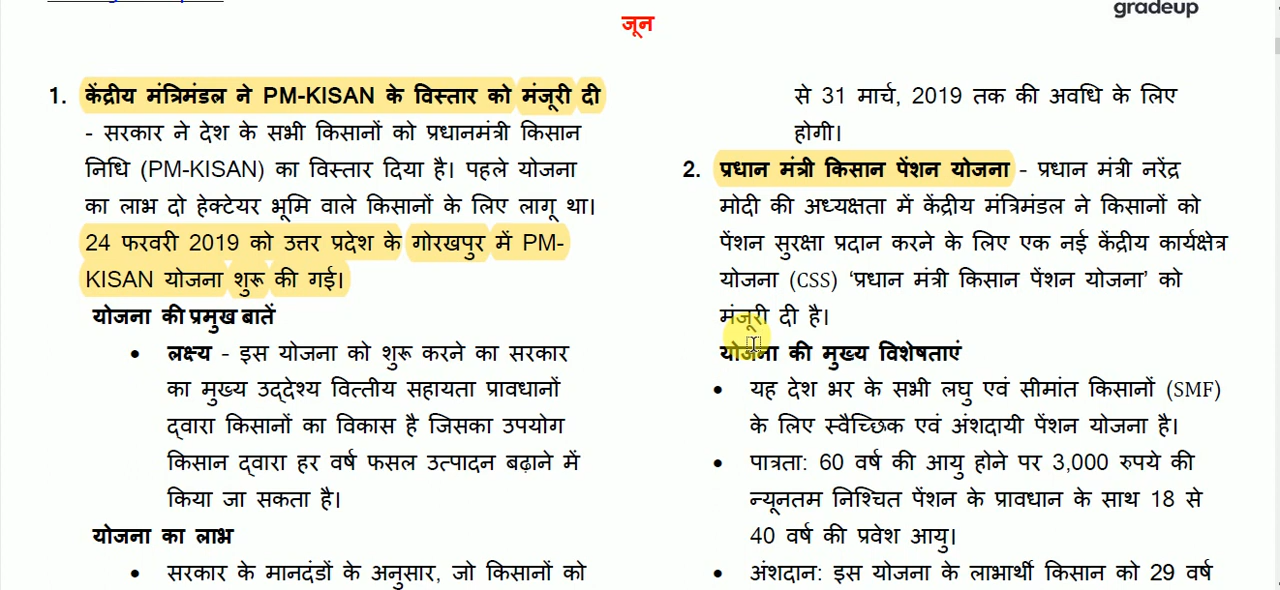 gradeup
जून
1. केंद्रीय मंत्रिमंडल ने PM-KISAN के विस्तार को मंजूरी दी
- सरकार ने देश के सभी किसानों को प्रधानमंत्री किसान
निधि (PM-KISAN) का विस्तार दिया है। पहले योजना
का लाभ दो हेक्टेयर भूमि वाले किसानों के लिए लागू था।
24 फरवरी 2019 को उत्तर प्रदेश के गोरखपुर में PM-
KISAN योजना शुरू की गई।
योजना की प्रमुख बातें
• लक्ष्य - इस योजना को शुरू करने का सरकार
का मुख्य उद्देश्य वित्तीय सहायता प्रावधानों
द्वारा किसानों का विकास है जिसका उपयोग
किसान द्वारा हर वर्ष फसल उत्पादन बढ़ाने में
किया जा सकता है।
योजना का लाभ
• सरकार के मानदंडों के अनुसार, जो किसानों को
से 31 मार्च, 2019 तक की अवधि के लिए
होगी।
2. प्रधान मंत्री किसान पेंशन योजना - प्रधान मंत्री नरेंद्र
मोदी की अध्यक्षता में केंद्रीय मंत्रिमंडल ने किसानों को
पेंशन सुरक्षा प्रदान करने के लिए एक नई केंद्रीय कार्यक्षेत्र
योजना (CSS) ‘प्रधान मंत्री किसान पेंशन योजना’ को
मंजूरी दी है।
योजना की मुख्य विशेषताएं
• यह देश भर के सभी लघु एवं सीमांत किसानों (SMF)
के लिए स्वैच्छिक एवं अंशदायी पेंशन योजना है।
• पात्रता: 60 वर्ष की आयु होने पर 3,000 रुपये की
न्यूनतम निश्चित पेंशन के प्रावधान के साथ 18 से
40 वर्ष की प्रवेश आयु।
• अंशदान: इस योजना के लाभार्थी किसान को 29 वर्ष